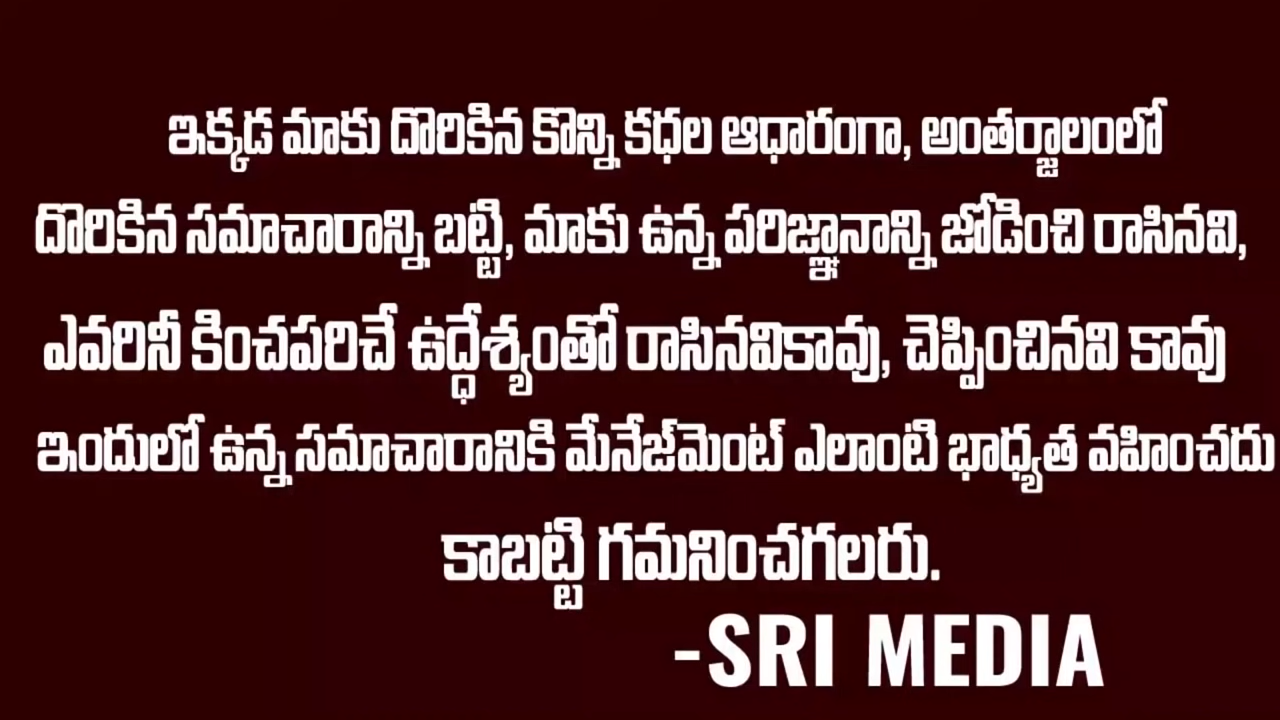 ఇక్కడ మాకు దొరికిన కొన్ని కధల ఆధారంగా, అంతర్జాలంలో
దొరికిన సమాచారాన్ని బట్టి, మాకు ఉన్న పరిజ్ఞానాన్ని జోడించి రాసినవి,
ఎవరినీ కించపరిచే ఉద్ధేశ్యంతో రాసినవికావు, చెప్పించినవి కావు
ఇందులో ఉన్న సమాచారానికి మేనేజ్‌మెంట్ ఎలాంటి భాధ్యత వహించదు
కాబట్టి గమనించగలరు.
-SRI MEDIA